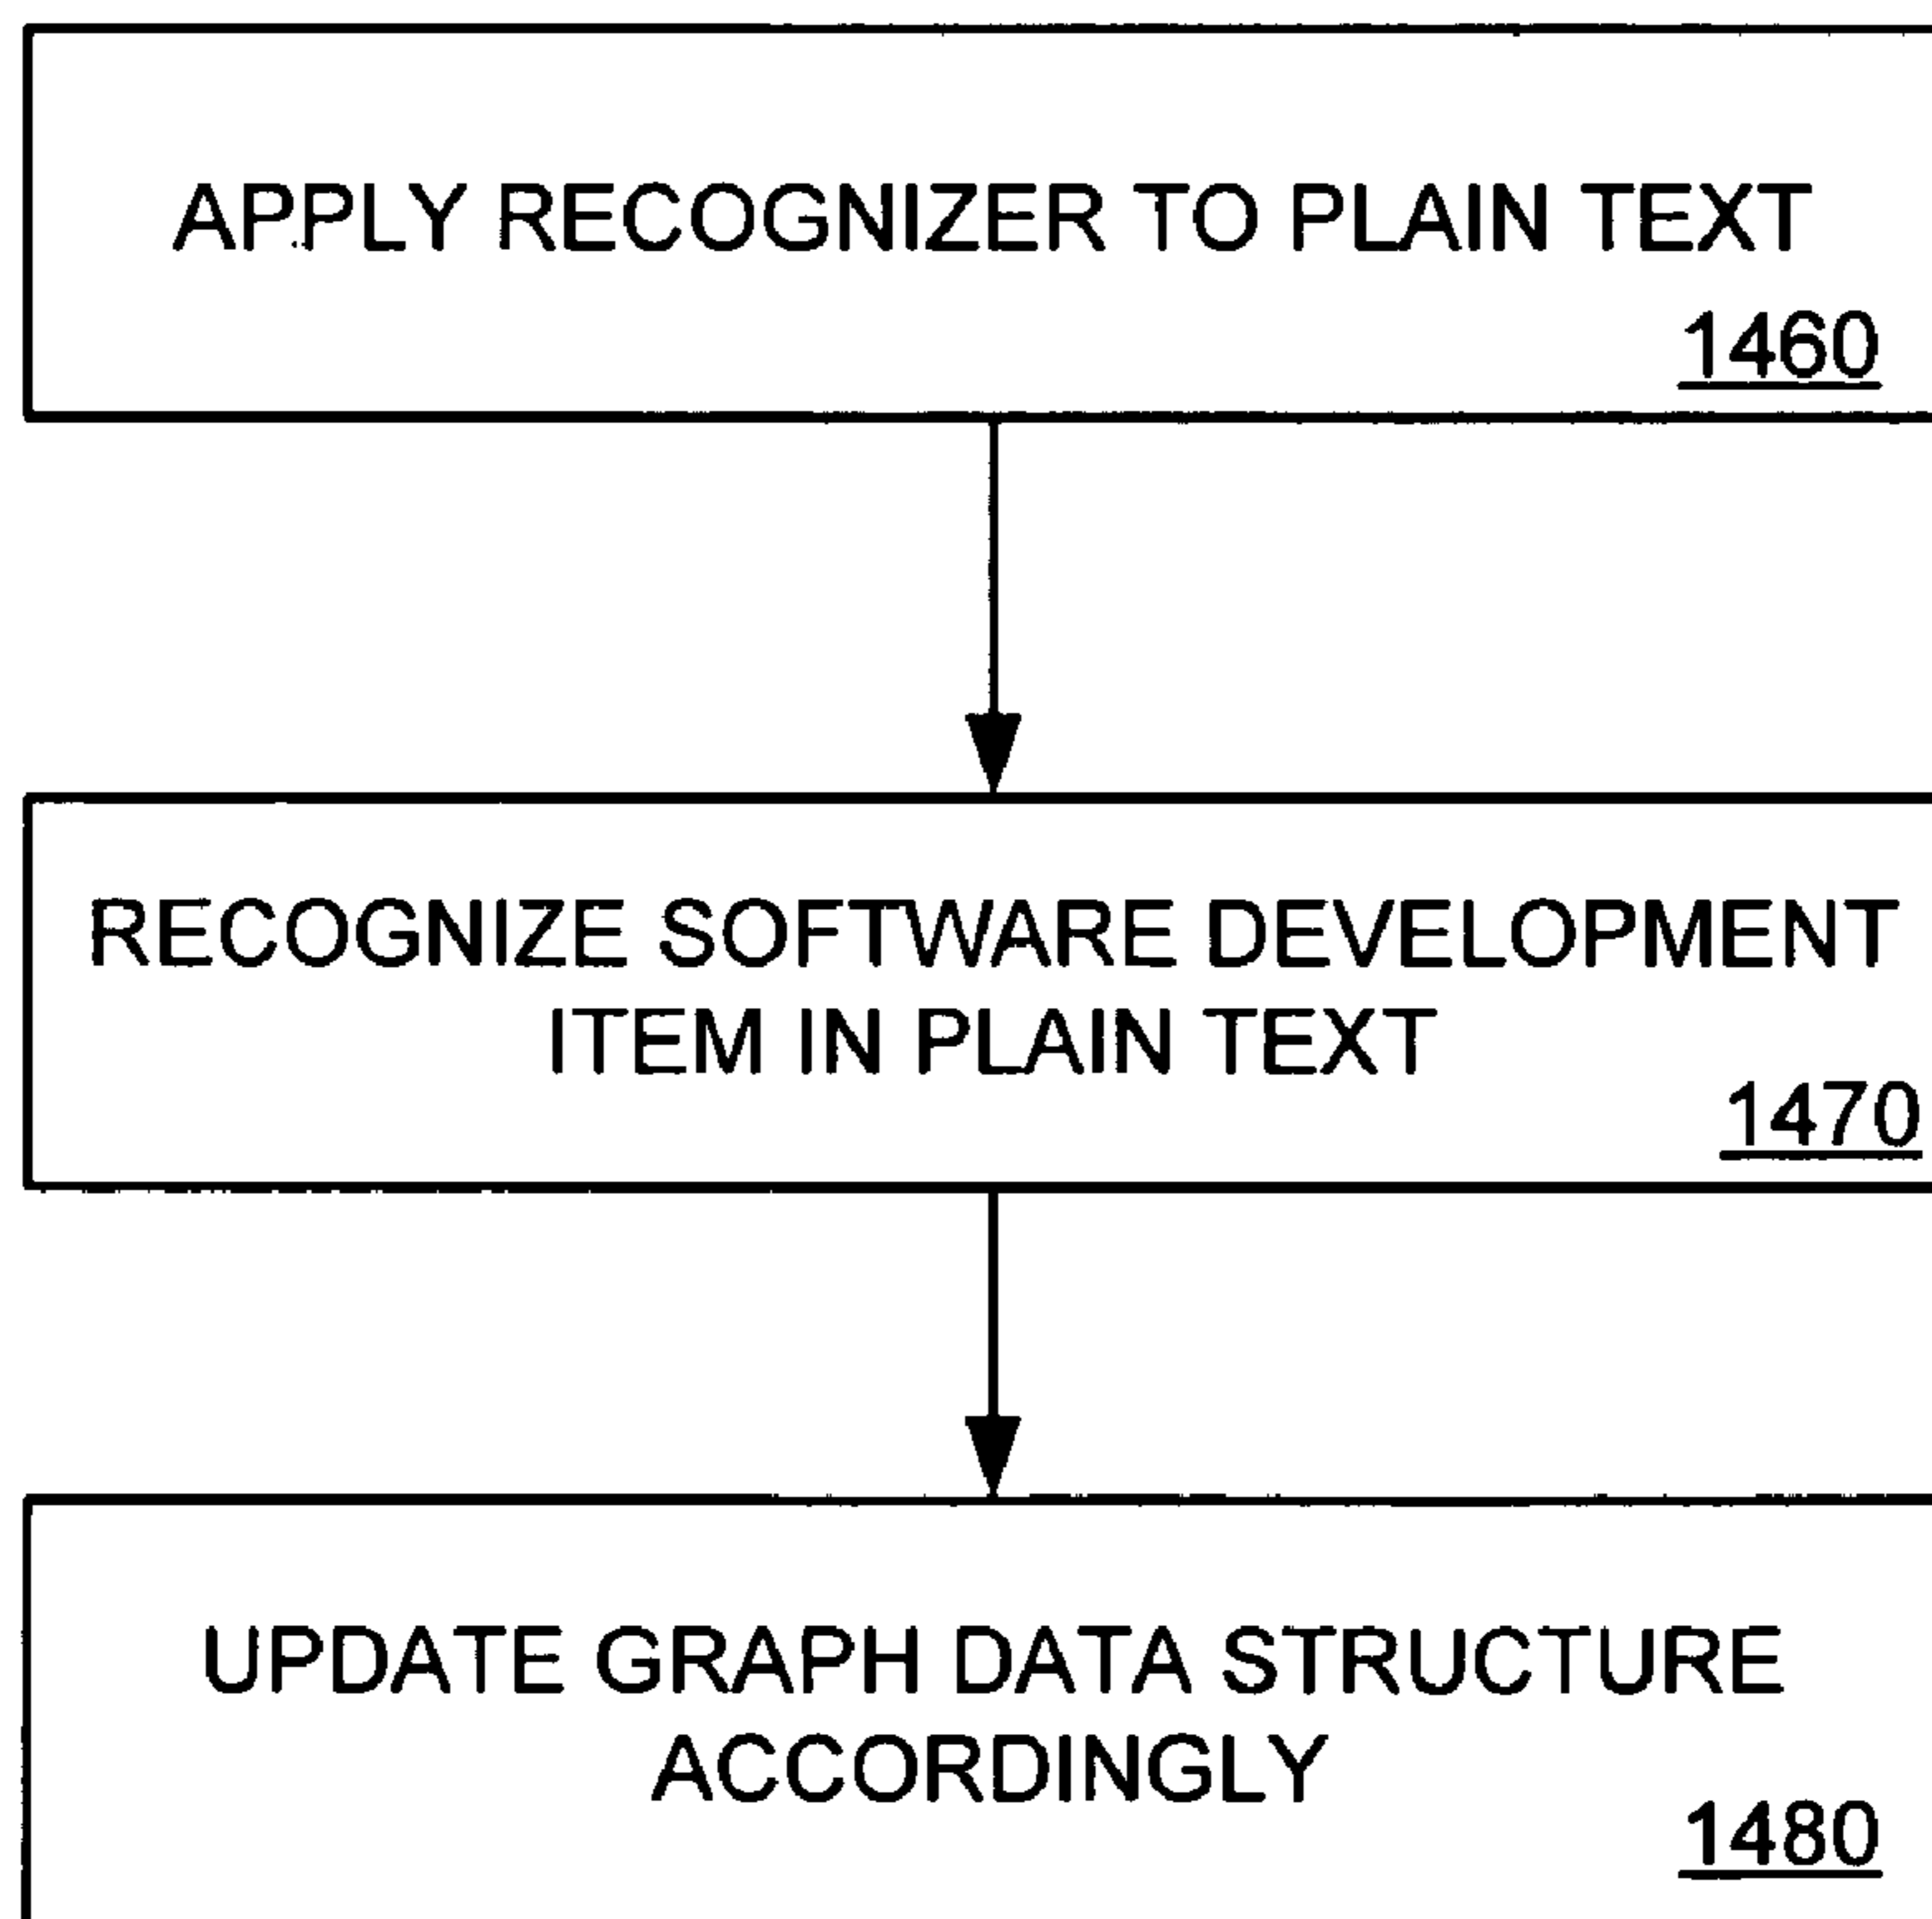 APPLY RECOGNIZER TO PLAIN TEXT
1460
RECOGNIZE SOFTWARE DEVELOPMENT
ITEM IN PLAIN TEXT
1470
UPDATE GRAPH DATA STRUCTURE
ACCORDINGLY
1480